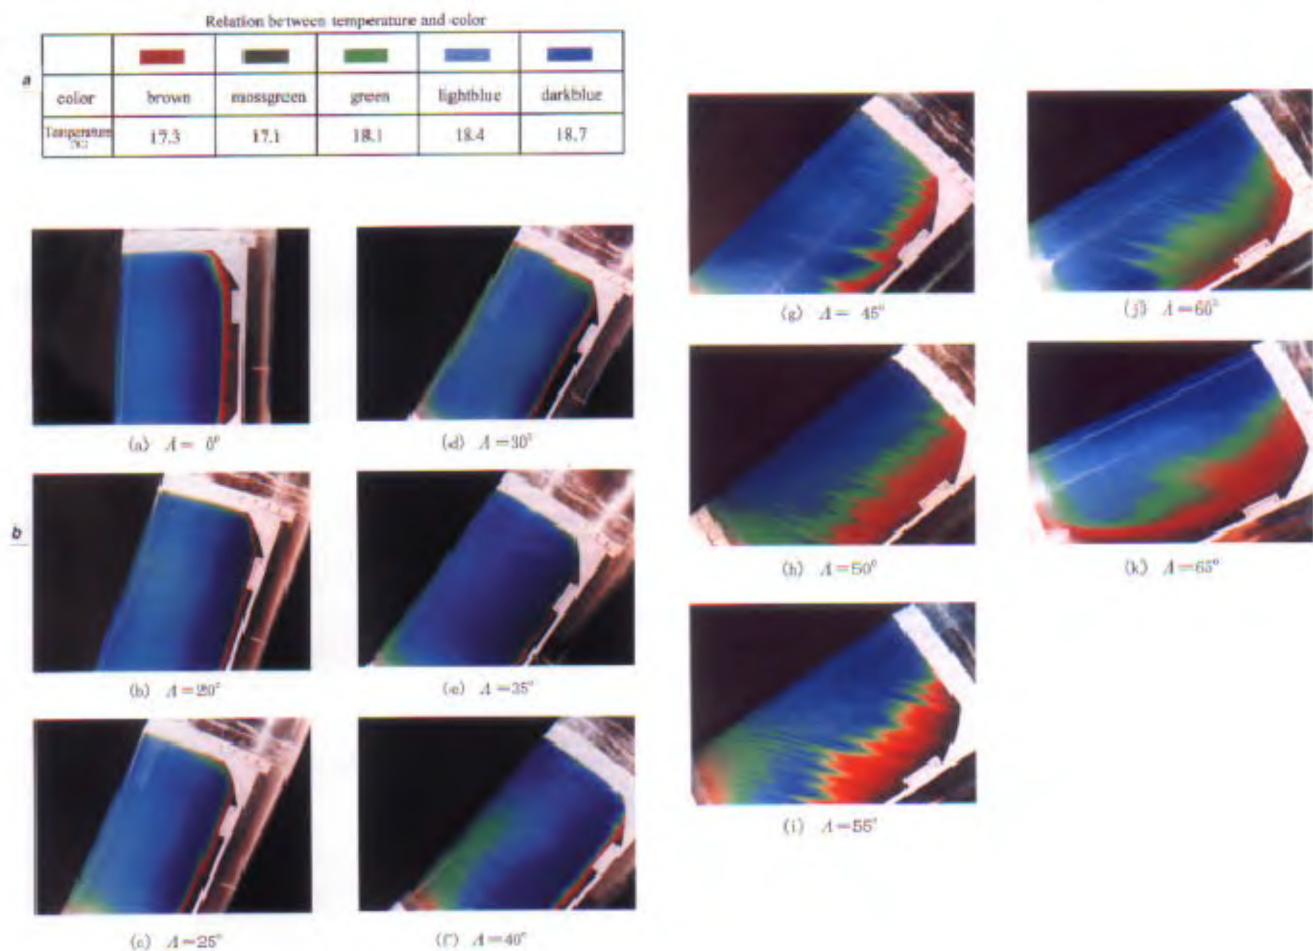 Relation between temperature and color
a
color brown mossgreen green lightblue darkblue
Temperature 17.3 17.1 18.1 18.4 18.7
b
(a) Λ= 0°
(d) Λ=30°
(b) Λ=20°
(e) Λ=35°
(c) Λ=25°
(f) Λ=40°
(g) Λ= 45°
(j) Λ=60°
(h) Λ=50°
(k) Λ=65°
(i) Λ=55°